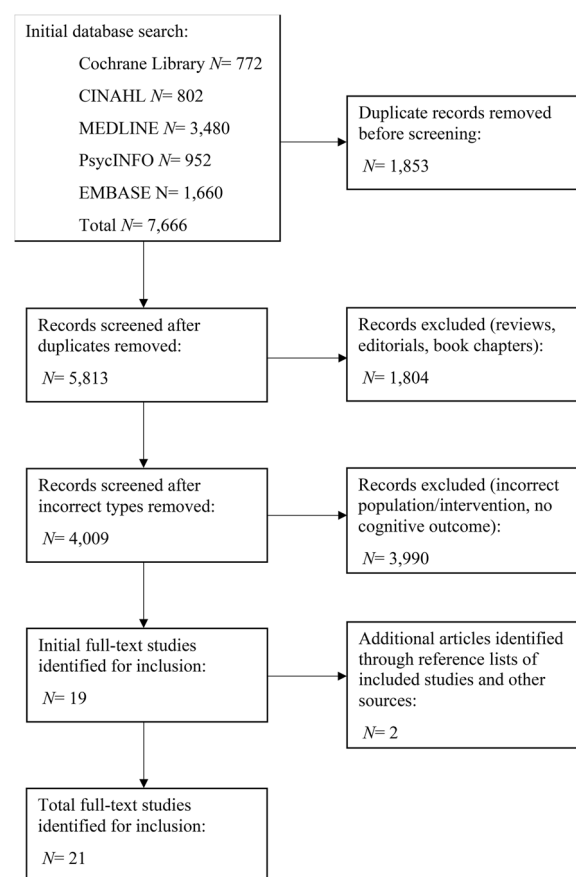 Initial database search:
Cochrane Library N= 772
CINAHL N= 802
MEDLINE N= 3,480
PsycINFO N= 952
EMBASE N= 1,660
Total N= 7,666
Duplicate records removed
before screening:
N= 1,853
Records screened after
duplicates removed:
N= 5,813
Records excluded (reviews,
editorials, book chapters):
N= 1,804
Records screened after
incorrect types removed:
N= 4,009
Records excluded (incorrect
population/intervention, no
cognitive outcome):
N= 3,990
Initial full-text studies
identified for inclusion:
N= 19
Additional articles identified
through reference lists of
included studies and other
sources:
N= 2
Total full-text studies
identified for inclusion:
N= 21